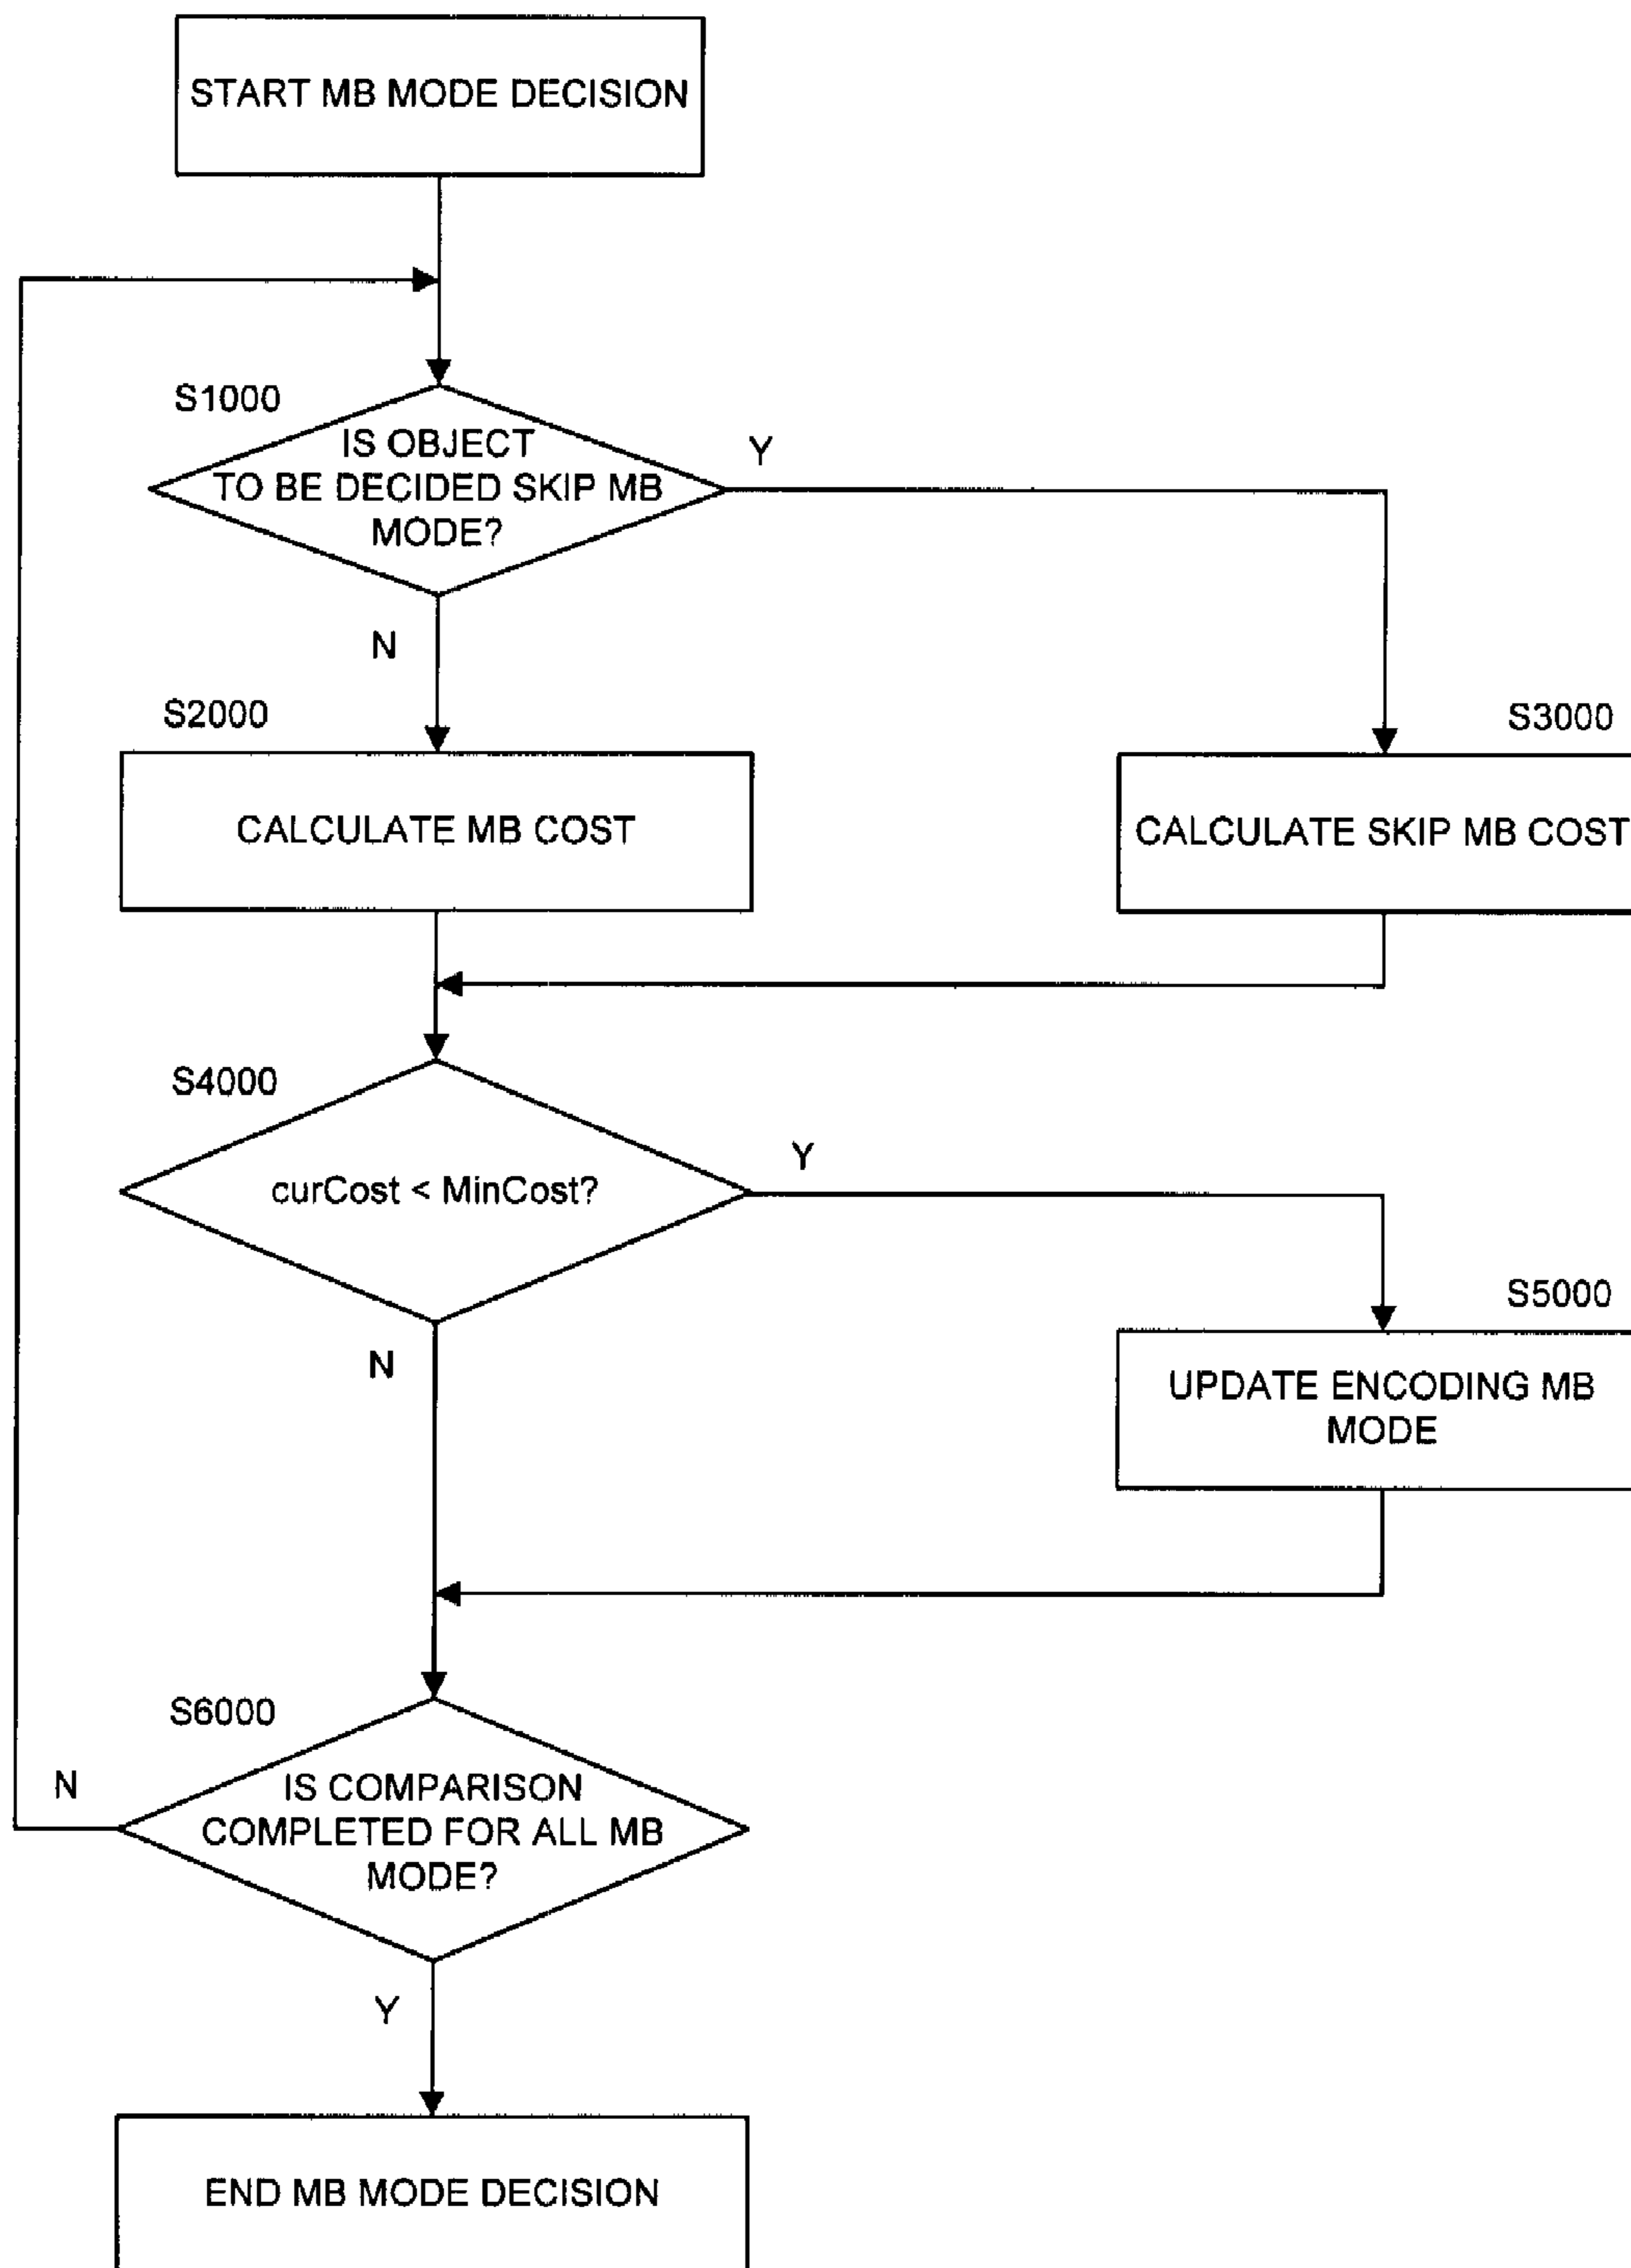 START MB MODE DECISION
S1000
IS OBJECT
TO BE DECIDED SKIP MB
MODE?
Y
N
S2000
CALCULATE MB COST
S3000
CALCULATE SKIP MB COST
S4000
curCost < MinCost?
Y
N
S5000
UPDATE ENCODING MB
MODE
S6000
IS COMPARISON
COMPLETED FOR ALL MB
MODE?
N
Y
END MB MODE DECISION